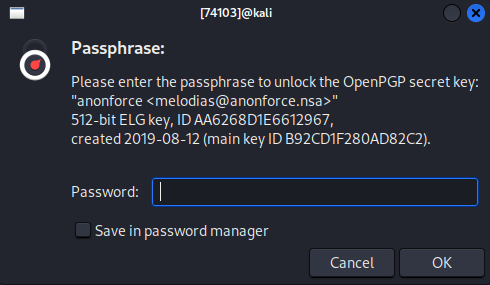 [74103]@kali
Passphrase:
Please enter the passphrase to unlock the OpenPGP secret key:
"anonforce <melodias@anonforce.nsa>"
512-bit ELG key, ID AA6268D1E6612967,
created 2019-08-12 (main key ID B92CD1F280AD82C2).
Password:
Save in password manager
Cancel OK